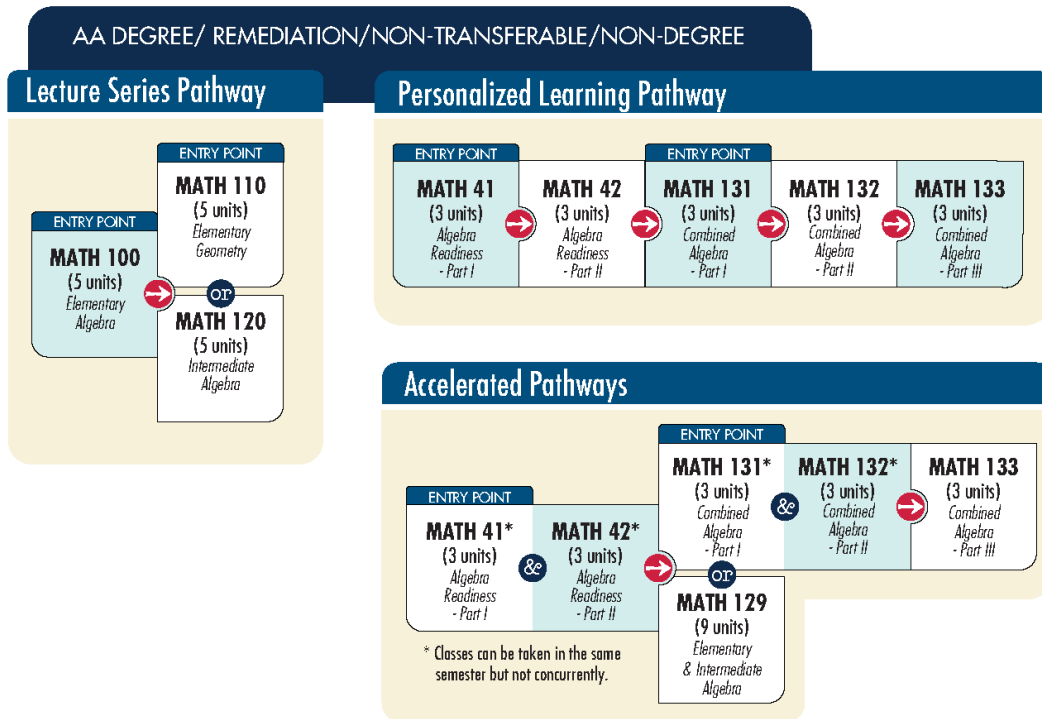 AA DEGREE/ REMEDIATION/NON-TRANSFERABLE/NON-DEGREE
Lecture Series Pathway
ENTRY POINT
MATH 100
(5 units)
Elementary
Algebra
ENTRY POINT
MATH 110
(5 units)
Elementary
Geometry
or
MATH 120
(5 units)
Intermediate
Algebra
Personalized Learning Pathway
ENTRY POINT
MATH 41
(3 units)
Algebra
Readiness
- Part I
MATH 42
(3 units)
Algebra
Readiness
- Part II
ENTRY POINT
MATH 131
(3 units)
Combined
Algebra
- Part I
MATH 132
(3 units)
Combined
Algebra
- Part II
MATH 133
(3 units)
Combined
Algebra
- Part III
Accelerated Pathways
ENTRY POINT
MATH 41*
(3 units)
Algebra
Readiness
- Part I
&
MATH 42*
(3 units)
Algebra
Readiness
- Part II
ENTRY POINT
MATH 131*
(3 units)
Combined
Algebra
- Part I
&
MATH 132*
(3 units)
Combined
Algebra
- Part II
MATH 133
(3 units)
Combined
Algebra
- Part III
or
MATH 129
(9 units)
Elementary
& Intermediate
Algebra
* Classes can be taken in the same
semester but not concurrently.